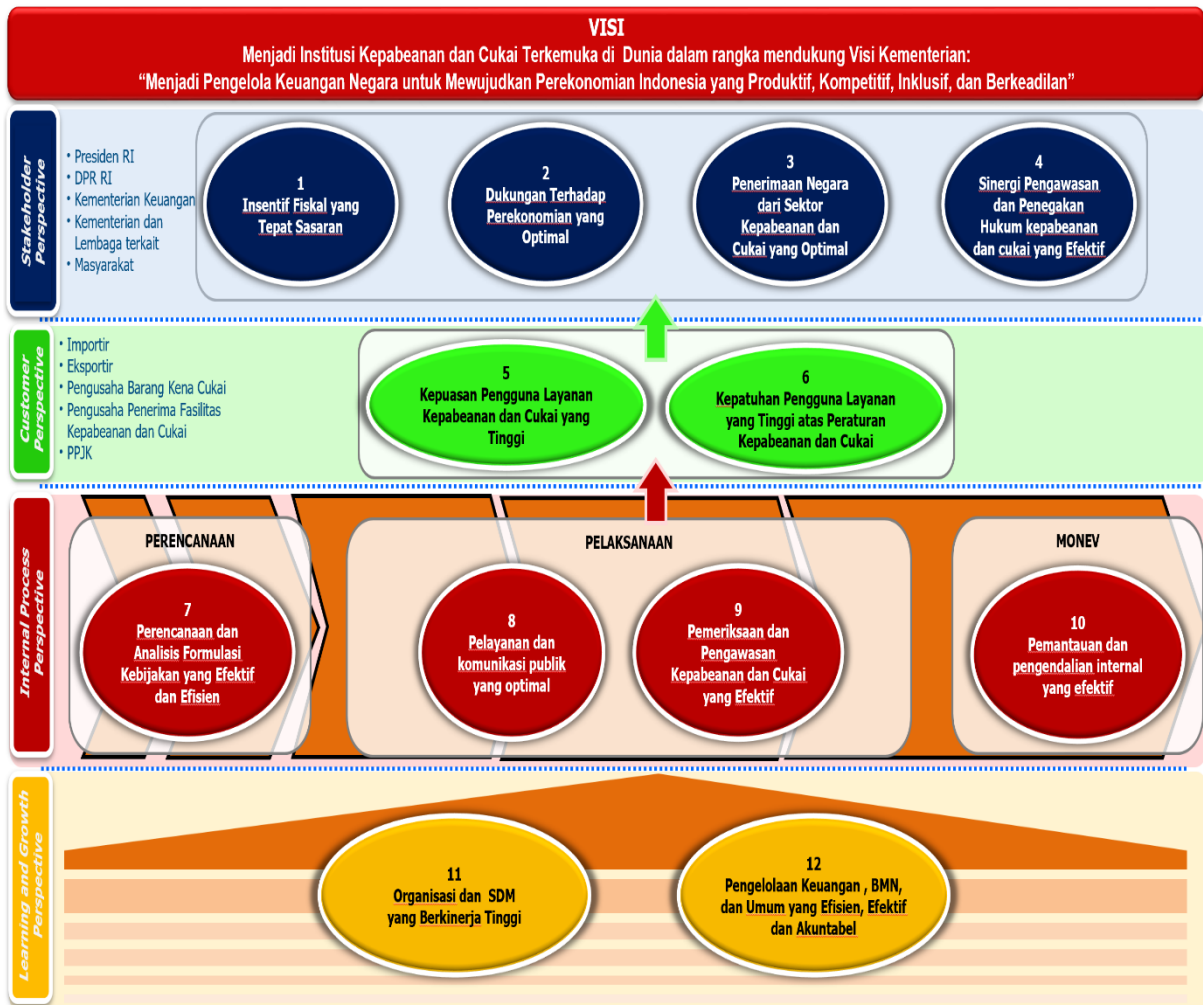 VISI
Menjadi Institusi Kepabeanan dan Cukai Terkemuka di Dunia dalam rangka mendukung Visi Kementerian:
“Menjadi Pengelola Keuangan Negara untuk Mewujudkan Perekonomian Indonesia yang Produktif, Kompetitif, Inklusif, dan Berkeadilan”
Stakeholder
Perspective
• Presiden RI
• DPR RI
• Kementerian Keuangan
• Kementerian dan
Lembaga terkait
• Masyarakat
1
Insentif Fiskal yang
Tepat Sasaran
2
Dukungan Terhadap
Perekonomian yang
Optimal
3
Penerimaan Negara
dari Sektor
Kepabeanan dan
Cukai yang Optimal
4
Sinergi Pengawasan
dan Penegakan
Hukum kepabeanan
dan cukai yang Efektif
Customer
Perspective
• Importir
• Eksportir
• Pengusaha Barang Kena Cukai
• Pengusaha Penerima Fasilitas
Kepabeanan dan Cukai
• PPJK
5
Kepuasan Pengguna Layanan
Kepabeanan dan Cukai yang
Tinggi
6
Kepatuhan Pengguna Layanan
yang Tinggi atas Peraturan
Kepabeanan dan Cukai
Internal Process
Perspective
PERENCANAAN
7
Perencanaan dan
Analisis Formulasi
Kebijakan yang Efektif
dan Efisien
PELAKSANAAN
8
Pelayanan dan
komunikasi publik
yang optimal
9
Pemeriksaan dan
Pengawasan
Kepabeanan dan Cukai
yang Efektif
MONEV
10
Pemantauan dan
pengendalian internal
yang efektif
Learning and Growth
Perspective
11
Organisasi dan SDM
yang Berkinerja Tinggi
12
Pengelolaan Keuangan , BMN,
dan Umum yang Efisien, Efektif
dan Akuntabel